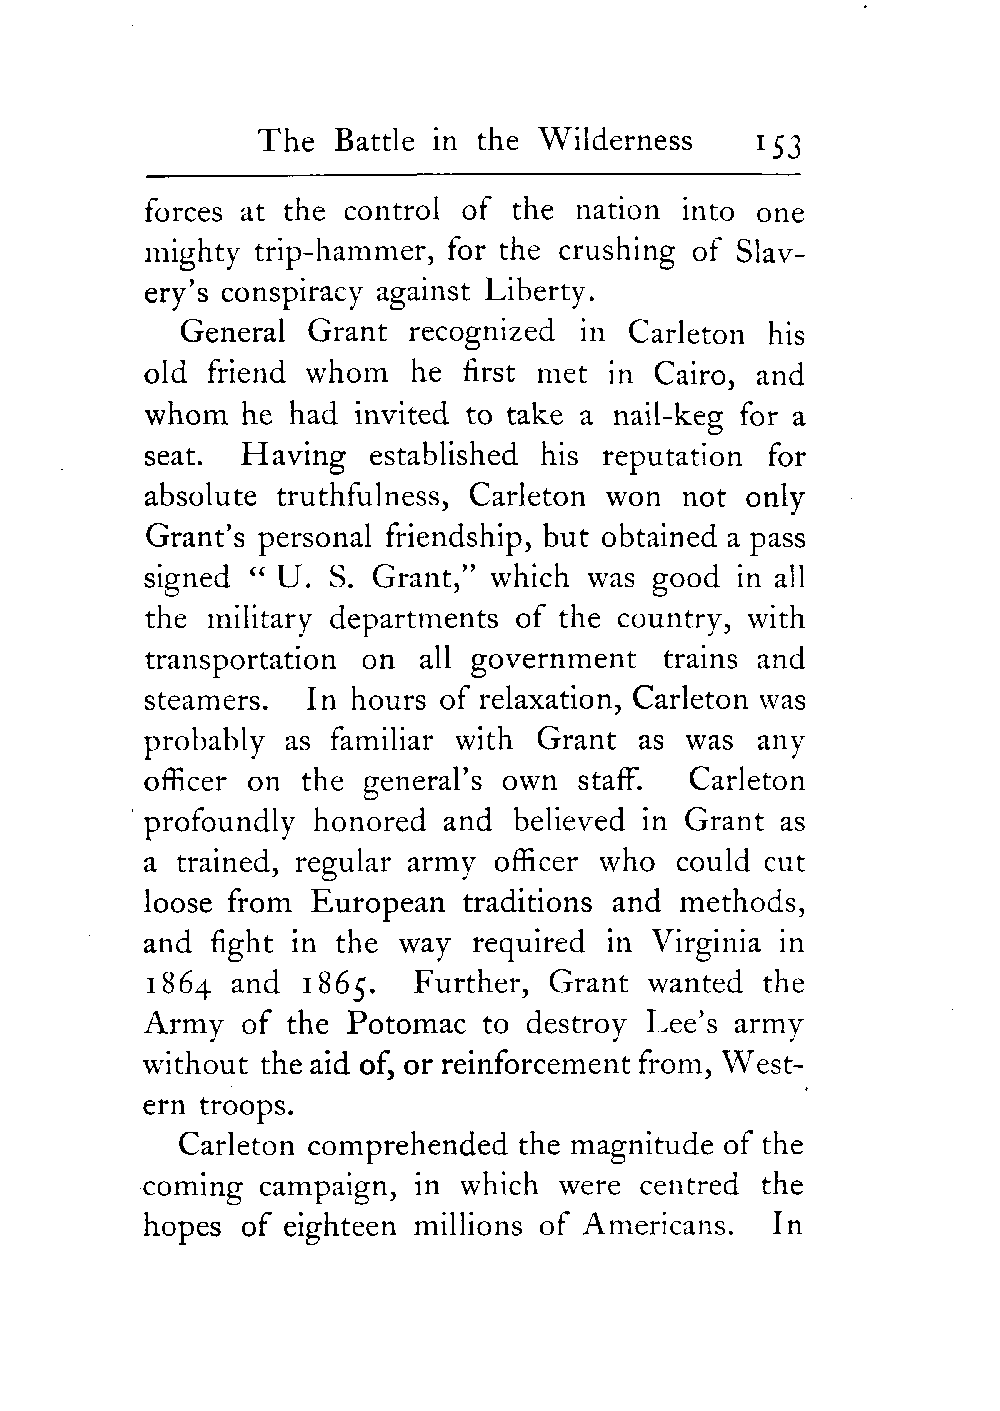 The Battle in the Wilderness 153
forces at the control of the nation into one
mighty trip-hammer, for the crushing of Slav-
ery's conspiracy against Liberty.
General Grant recognized in Carleton his
old friend whom he first met in Cairo, and
whom he had invited to take a nail-keg for a
seat. Having established his reputation for
absolute truthfulness, Carleton won not only
Grant's personal friendship, but obtained a pass
signed “ U. S. Grant,” which was good in all
the military departments of the country, with
transportation on all government trains and
steamers. In hours of relaxation, Carleton was
probably as familiar with Grant as was any
officer on the general's own staff. Carleton
profoundly honored and believed in Grant as
a trained, regular army officer who could cut
loose from European traditions and methods,
and fight in the way required in Virginia in
1864 and 1865. Further, Grant wanted the
Army of the Potomac to destroy Lee's army
without the aid of, or reinforcement from, West-
ern troops.
Carleton comprehended the magnitude of the
coming campaign, in which were centred the
hopes of eighteen millions of Americans. In